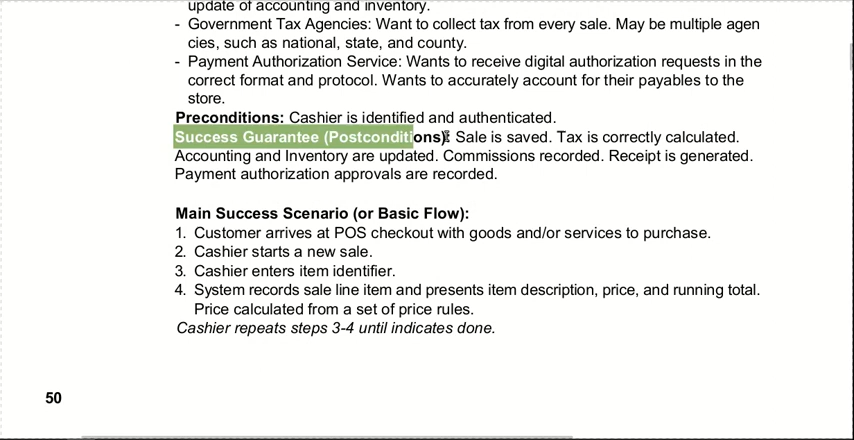 update of accounting and inventory.
- Government Tax Agencies: Want to collect tax from every sale. May be multiple agen
cies, such as national, state, and county.
- Payment Authorization Service: Wants to receive digital authorization requests in the
correct format and protocol. Wants to accurately account for their payables to the
store.
Preconditions: Cashier is identified and authenticated.
Success Guarantee (Postconditions): Sale is saved. Tax is correctly calculated.
Accounting and Inventory are updated. Commissions recorded. Receipt is generated.
Payment authorization approvals are recorded.
Main Success Scenario (or Basic Flow):
1. Customer arrives at POS checkout with goods and/or services to purchase.
2. Cashier starts a new sale.
3. Cashier enters item identifier.
4. System records sale line item and presents item description, price, and running total.
Price calculated from a set of price rules.
Cashier repeats steps 3-4 until indicates done.
50